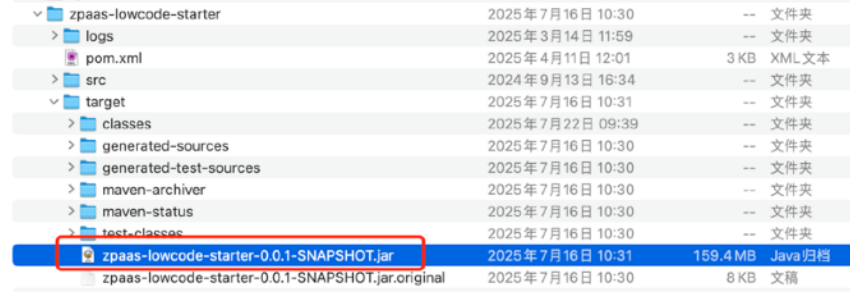 zpaas-lowcode-starter 2025年7月16日 10:30 -- 文件夹
logs 2025年3月14日 11:59 -- 文件夹
pom.xml 2025年4月11日 12:01 3 KB XML文本
src 2024年9月13日 16:34 -- 文件夹
target 2025年7月16日 10:31 -- 文件夹
classes 2025年7月22日 09:39 -- 文件夹
generated-sources 2025年7月16日 10:30 -- 文件夹
generated-test-sources 2025年7月16日 10:30 -- 文件夹
maven-archiver 2025年7月16日 10:30 -- 文件夹
maven-status 2025年7月16日 10:30 -- 文件夹
test-classes 2025年7月16日 10:30 -- 文件夹
zpaas-lowcode-starter-0.0.1-SNAPSHOT.jar 2025年7月16日 10:31 159.4 MB Java归档
zpaas-lowcode-starter-0.0.1-SNAPSHOT.jar.original 2025年7月16日 10:30 8 KB 文稿